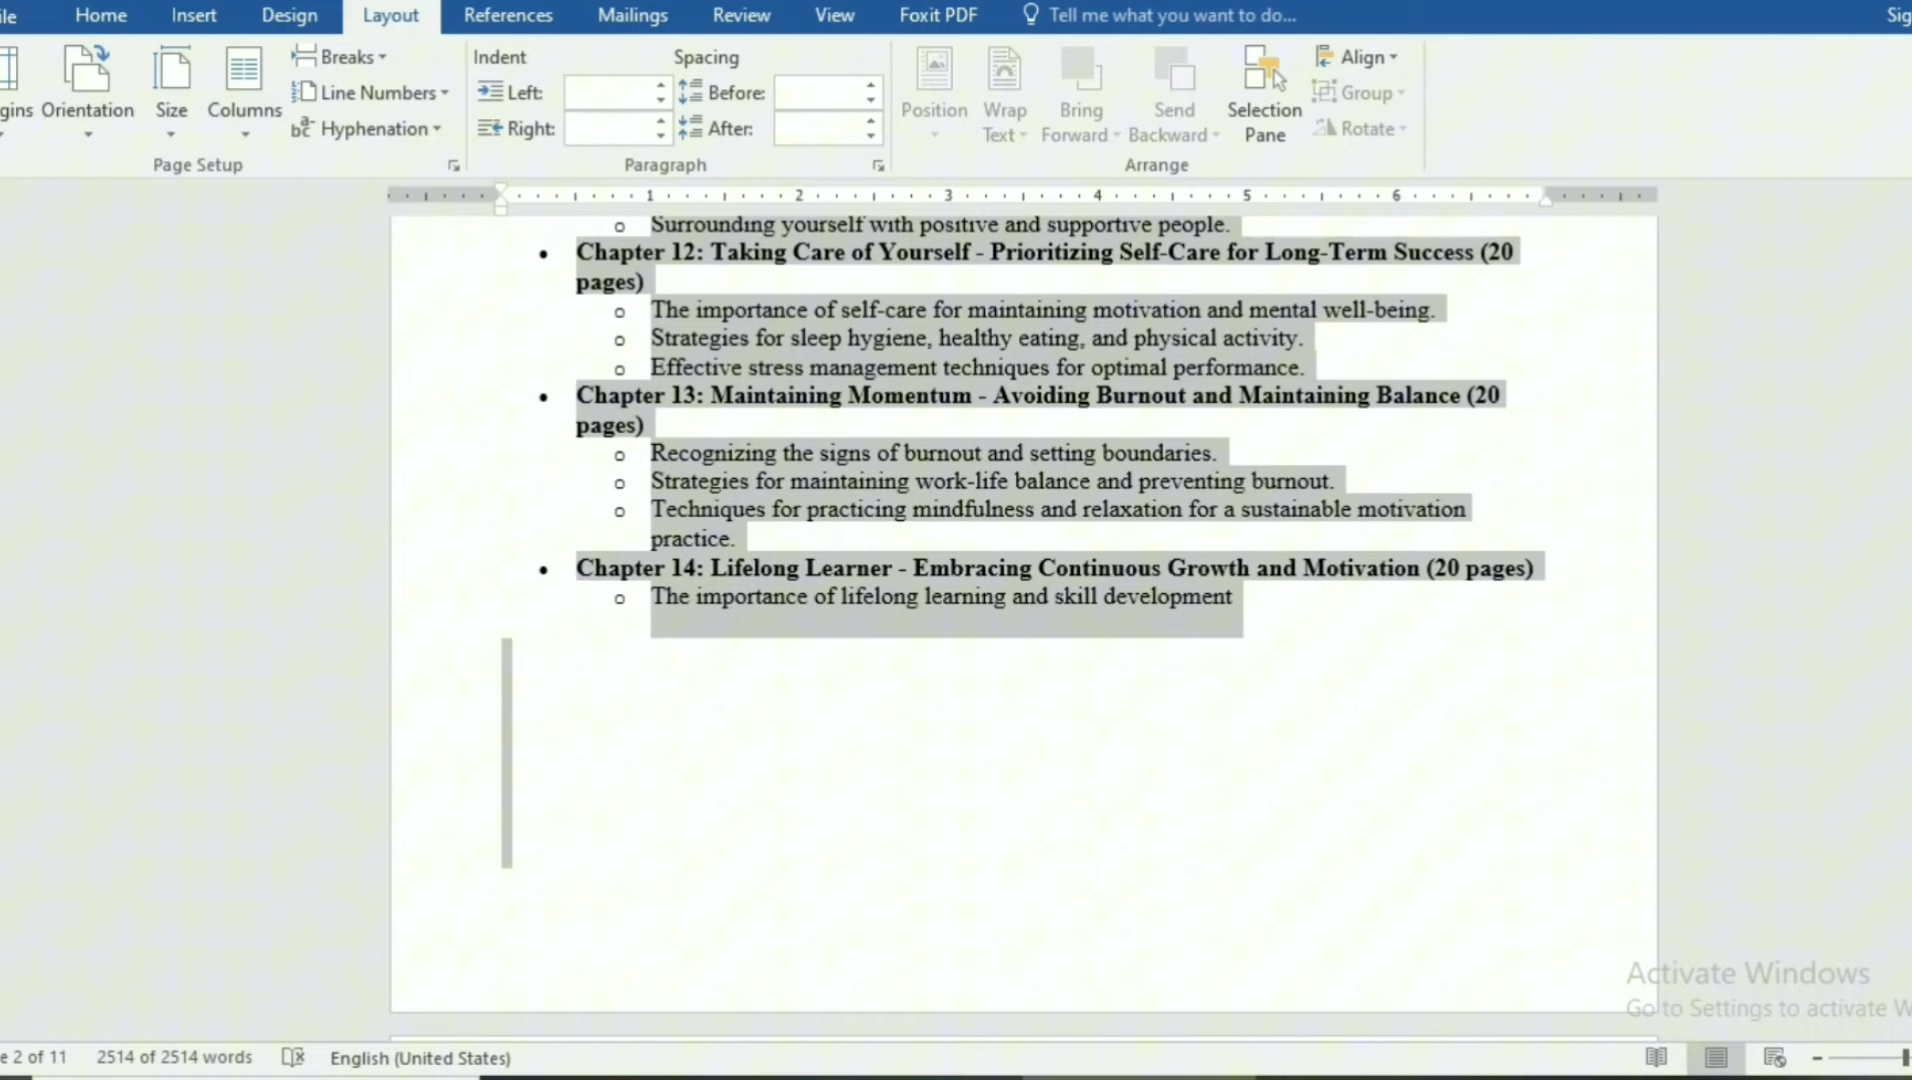 Home Insert Design Layout References Mailings Review View Foxit PDF Tell me what you want to do...
Orientation Size Columns
Breaks
Line Numbers
Hyphenation
Page Setup
Indent Spacing
Left: Before:
Right: After:
Paragraph
Position Wrap Text Bring Forward Send Backward Selection Pane
Align
Group
Rotate
Arrange
1 2 3 4 5 6
o Surrounding yourself with positive and supportive people.
• Chapter 12: Taking Care of Yourself - Prioritizing Self-Care for Long-Term Success (20
pages)
o The importance of self-care for maintaining motivation and mental well-being.
o Strategies for sleep hygiene, healthy eating, and physical activity.
o Effective stress management techniques for optimal performance.
• Chapter 13: Maintaining Momentum - Avoiding Burnout and Maintaining Balance (20
pages)
o Recognizing the signs of burnout and setting boundaries.
o Strategies for maintaining work-life balance and preventing burnout.
o Techniques for practicing mindfulness and relaxation for a sustainable motivation
practice.
• Chapter 14: Lifelong Learner - Embracing Continuous Growth and Motivation (20 pages)
o The importance of lifelong learning and skill development
Activate Windows
Go to Settings to activate W
e 2 of 11 2514 of 2514 words English (United States)